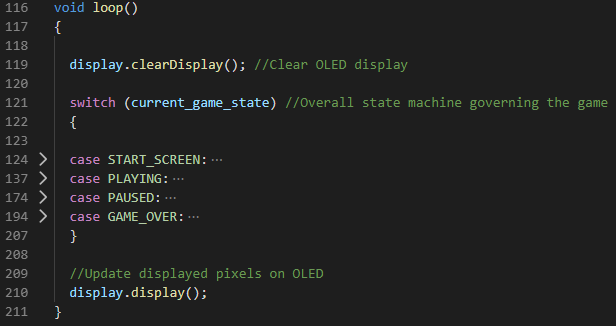 116 void loop()
117 {
118
119 display.clearDisplay(); //Clear OLED display
120
121 switch (current_game_state) //Overall state machine governing the game
122 {
123
124 > case START_SCREEN: ···
137 > case PLAYING: ···
174 > case PAUSED: ···
194 > case GAME_OVER: ···
207 }
208
209 //Update displayed pixels on OLED
210 display.display();
211 }